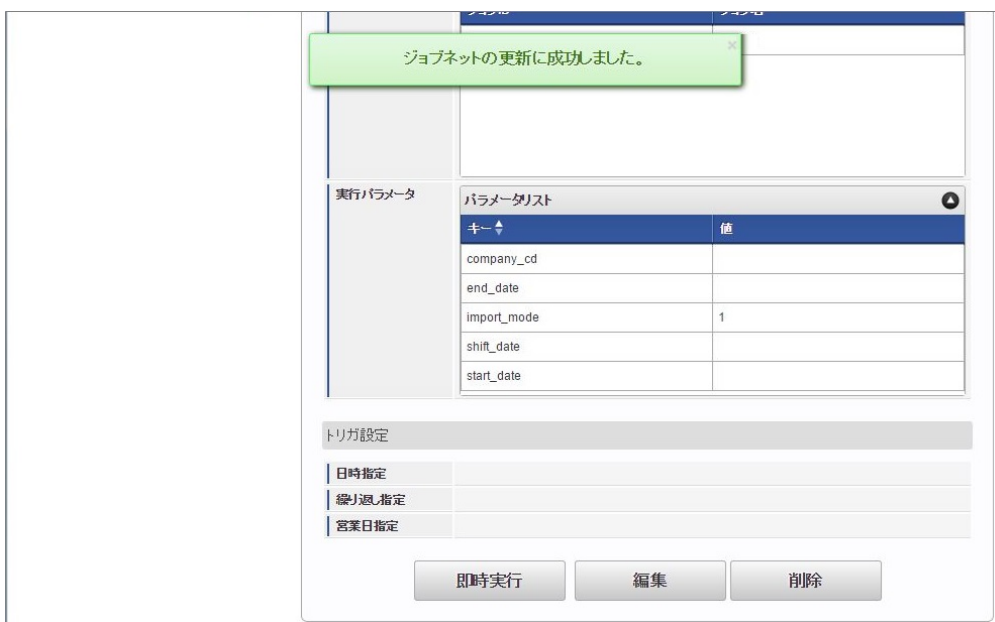 ジョブネットの更新に成功しました。
×
実行パラメータ
パラメータリスト
キー 値
company_cd
end_date
import_mode 1
shift_date
start_date
トリガ設定
日時指定
繰り返し指定
営業日指定
即時実行 編集 削除